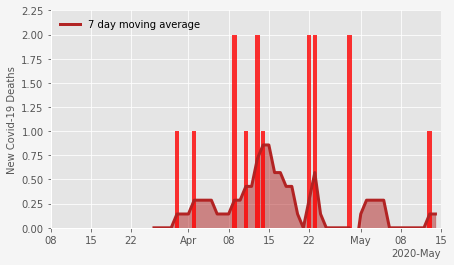 7 day moving average
New Covid-19 Deaths
2.25
2.00
1.75
1.50
1.25
1.00
0.75
0.50
0.25
0.00
08 15 22 Apr 08 15 22 May 08 15
2020-May